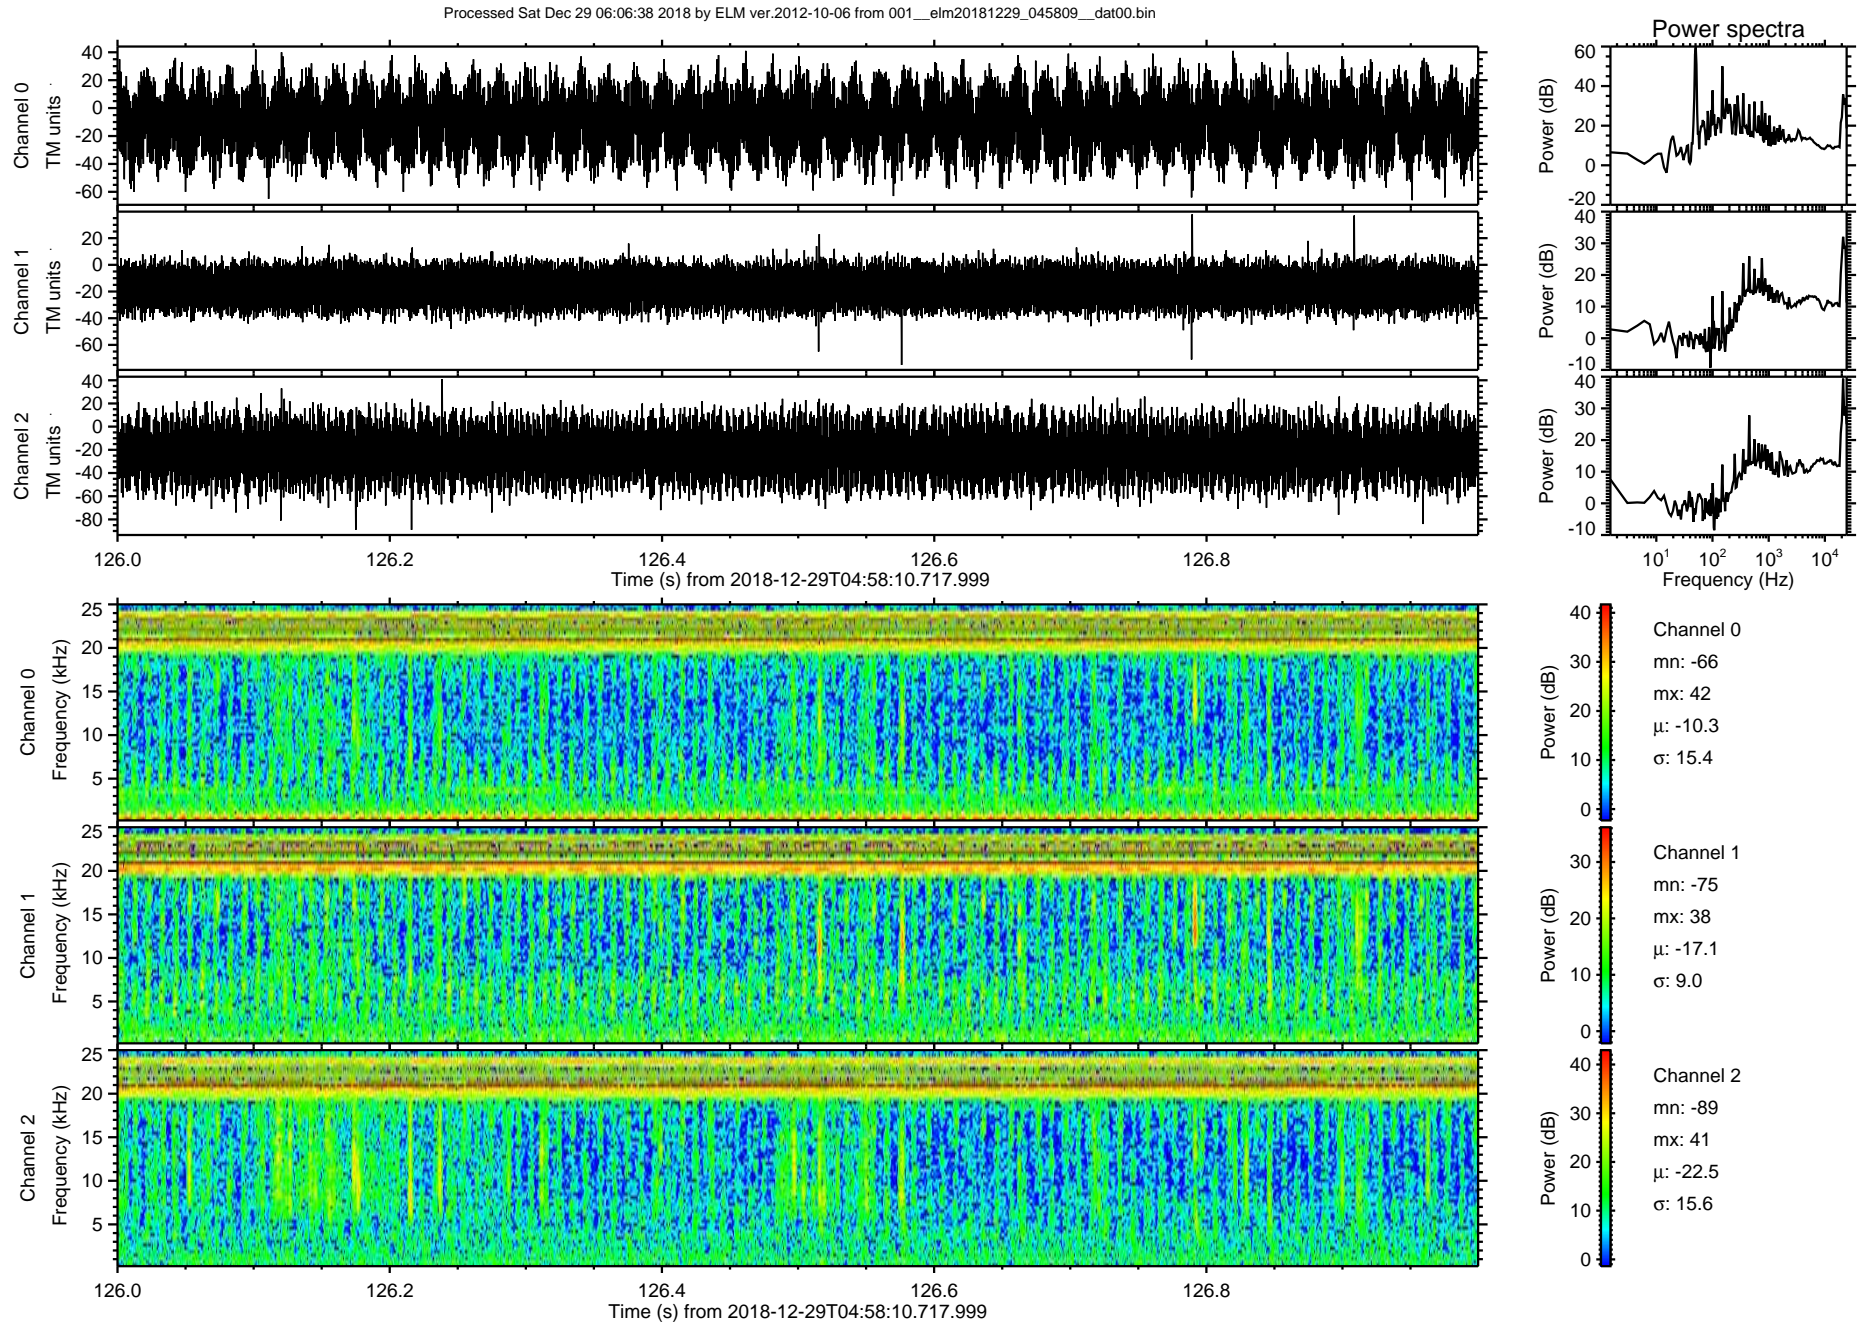 Processed Sat Dec 29 06:06:38 2018 by ELM ver.2012-10-06 from 001__elm20181229_045809__dat00.bin
Power spectra
Channel 0
TM units
40
20
0
-20
-40
-60
Power (dB)
60
40
20
0
-20
Channel 1
TM units
20
0
-20
-40
-60
Power (dB)
40
30
20
10
0
-10
Channel 2
TM units
40
20
0
-20
-40
-60
-80
Power (dB)
40
30
20
10
0
-10
126.0 126.2 126.4 126.6 126.8
Time (s) from 2018-12-29T04:58:10.717.999
10^1 10^2 10^3 10^4
Frequency (Hz)
Channel 0
Frequency (kHz)
25
20
15
10
5
Power (dB)
40
30
20
10
0
Channel 0
mn: -66
mx: 42
μ: -10.3
σ: 15.4
Channel 1
Frequency (kHz)
25
20
15
10
5
Power (dB)
30
20
10
0
Channel 1
mn: -75
mx: 38
μ: -17.1
σ: 9.0
Channel 2
Frequency (kHz)
25
20
15
10
5
Power (dB)
40
30
20
10
0
Channel 2
mn: -89
mx: 41
μ: -22.5
σ: 15.6
126.0 126.2 126.4 126.6 126.8
Time (s) from 2018-12-29T04:58:10.717.999